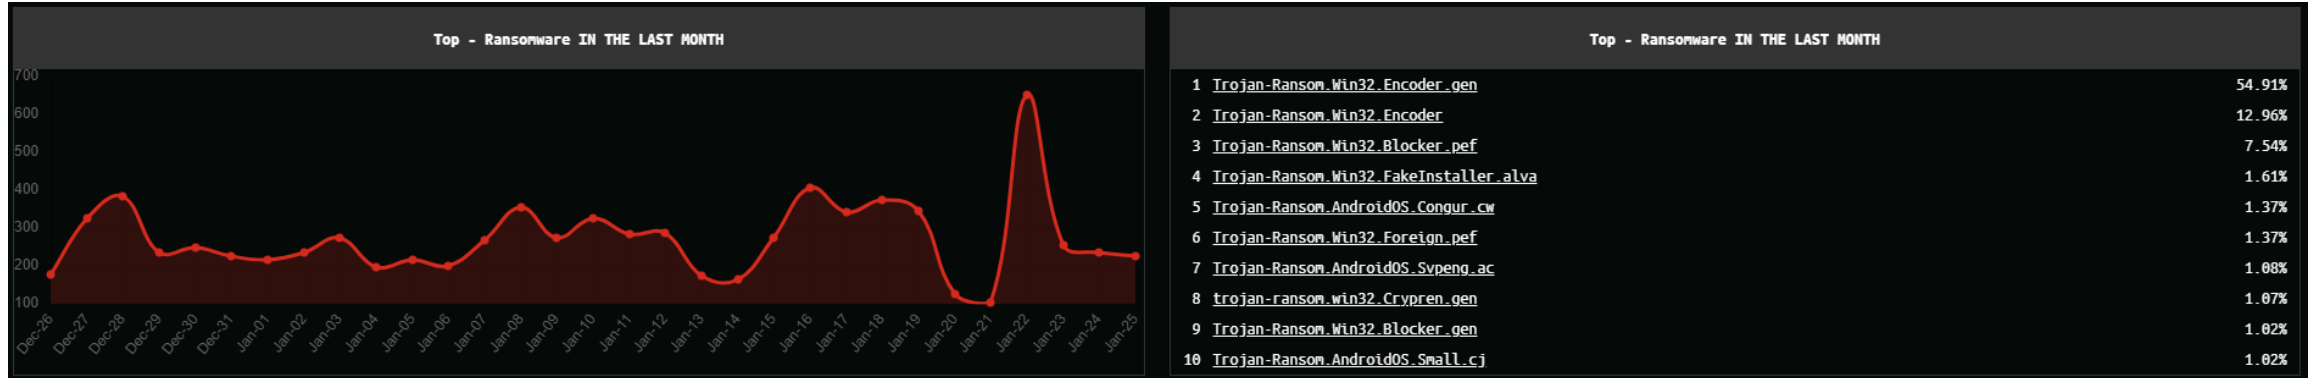 Top - Ransomware IN THE LAST MONTH
700
600
500
400
300
200
100
Dec-26
Dec-27
Dec-28
Dec-29
Dec-30
Dec-31
Jan-01
Jan-02
Jan-03
Jan-04
Jan-05
Jan-06
Jan-07
Jan-08
Jan-09
Jan-10
Jan-11
Jan-12
Jan-13
Jan-14
Jan-15
Jan-16
Jan-17
Jan-18
Jan-19
Jan-20
Jan-21
Jan-22
Jan-23
Jan-24
Jan-25
Top - Ransomware IN THE LAST MONTH
1 Trojan-Ransom.Win32.Encoder.gen 54.91%
2 Trojan-Ransom.Win32.Encoder 12.96%
3 Trojan-Ransom.Win32.Blocker.pef 7.54%
4 Trojan-Ransom.Win32.FakeInstaller.alva 1.61%
5 Trojan-Ransom.AndroidOS.Congur.cw 1.37%
6 Trojan-Ransom.Win32.Foreign.pef 1.37%
7 Trojan-Ransom.AndroidOS.Svpeng.ac 1.08%
8 trojan-ransom.win32.Crypren.gen 1.07%
9 Trojan-Ransom.Win32.Blocker.gen 1.02%
10 Trojan-Ransom.AndroidOS.Small.cj 1.02%